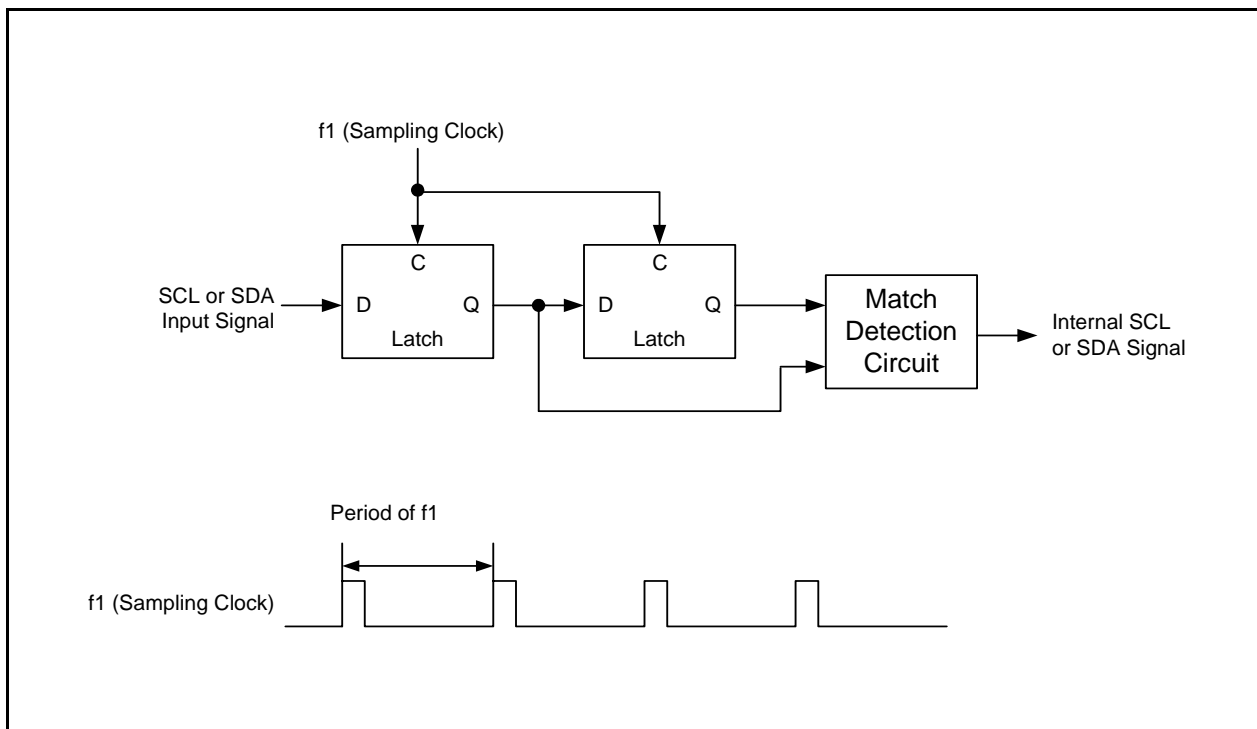 f1 (Sampling Clock)
C
C
SCL or SDA
Input Signal
D
Q
D
Q
Latch
Latch
Match
Detection
Circuit
Internal SCL
or SDA Signal
Period of f1
f1 (Sampling Clock)